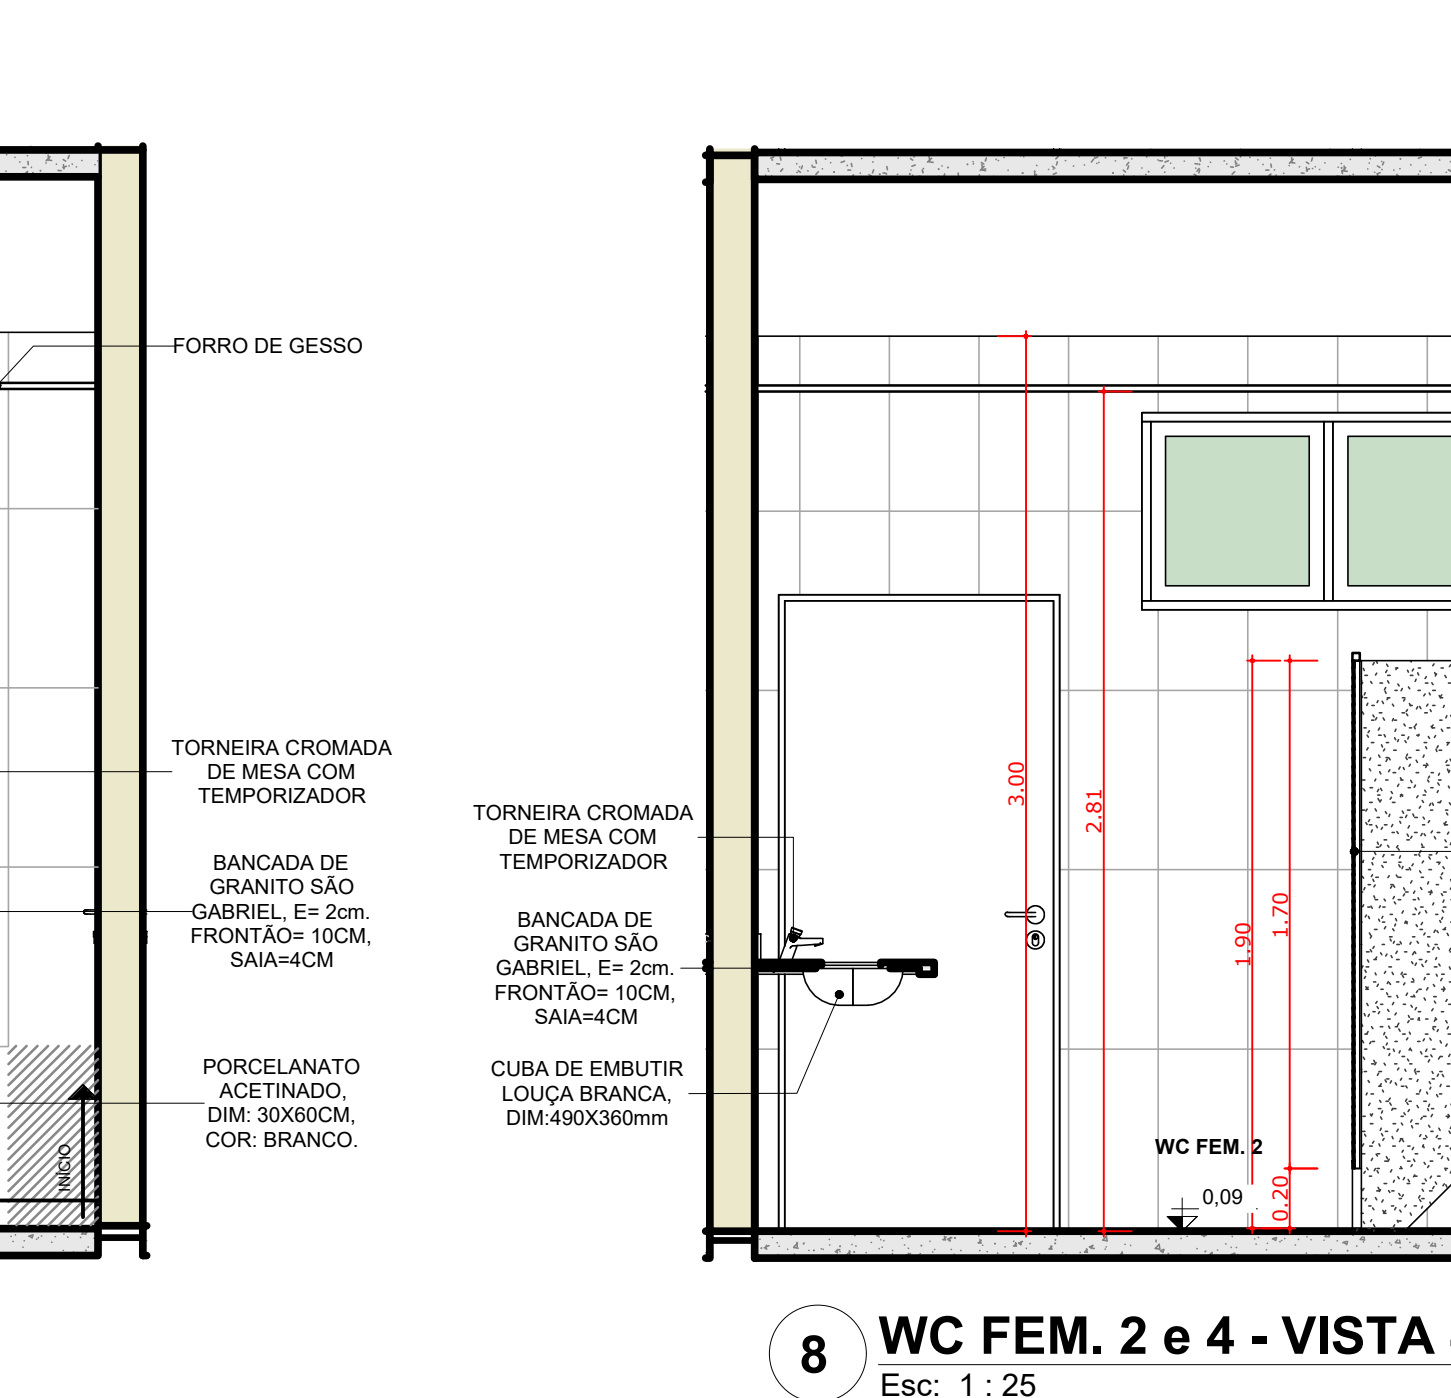 FORRO DE GESSO
TORNEIRA CROMADA
DE MESA COM
TEMPORIZADOR
BANCADA DE
GRANITO SÃO
GABRIEL, E= 2cm.
FRONTÃO= 10CM,
SAIA=4CM
PORCELANATO
ACETINADO,
DIM: 30X60CM,
COR: BRANCO.
INÍCIO
TORNEIRA CROMADA
DE MESA COM
TEMPORIZADOR
BANCADA DE
GRANITO SÃO
GABRIEL, E= 2cm.
FRONTÃO= 10CM,
SAIA=4CM
CUBA DE EMBUTIR
LOUÇA BRANCA,
DIM:490X360mm
3.00
2.81
1.90
1.70
0.20
WC FEM. 2
0,09
8
WC FEM. 2 e 4 - VISTA
Esc: 1 : 25